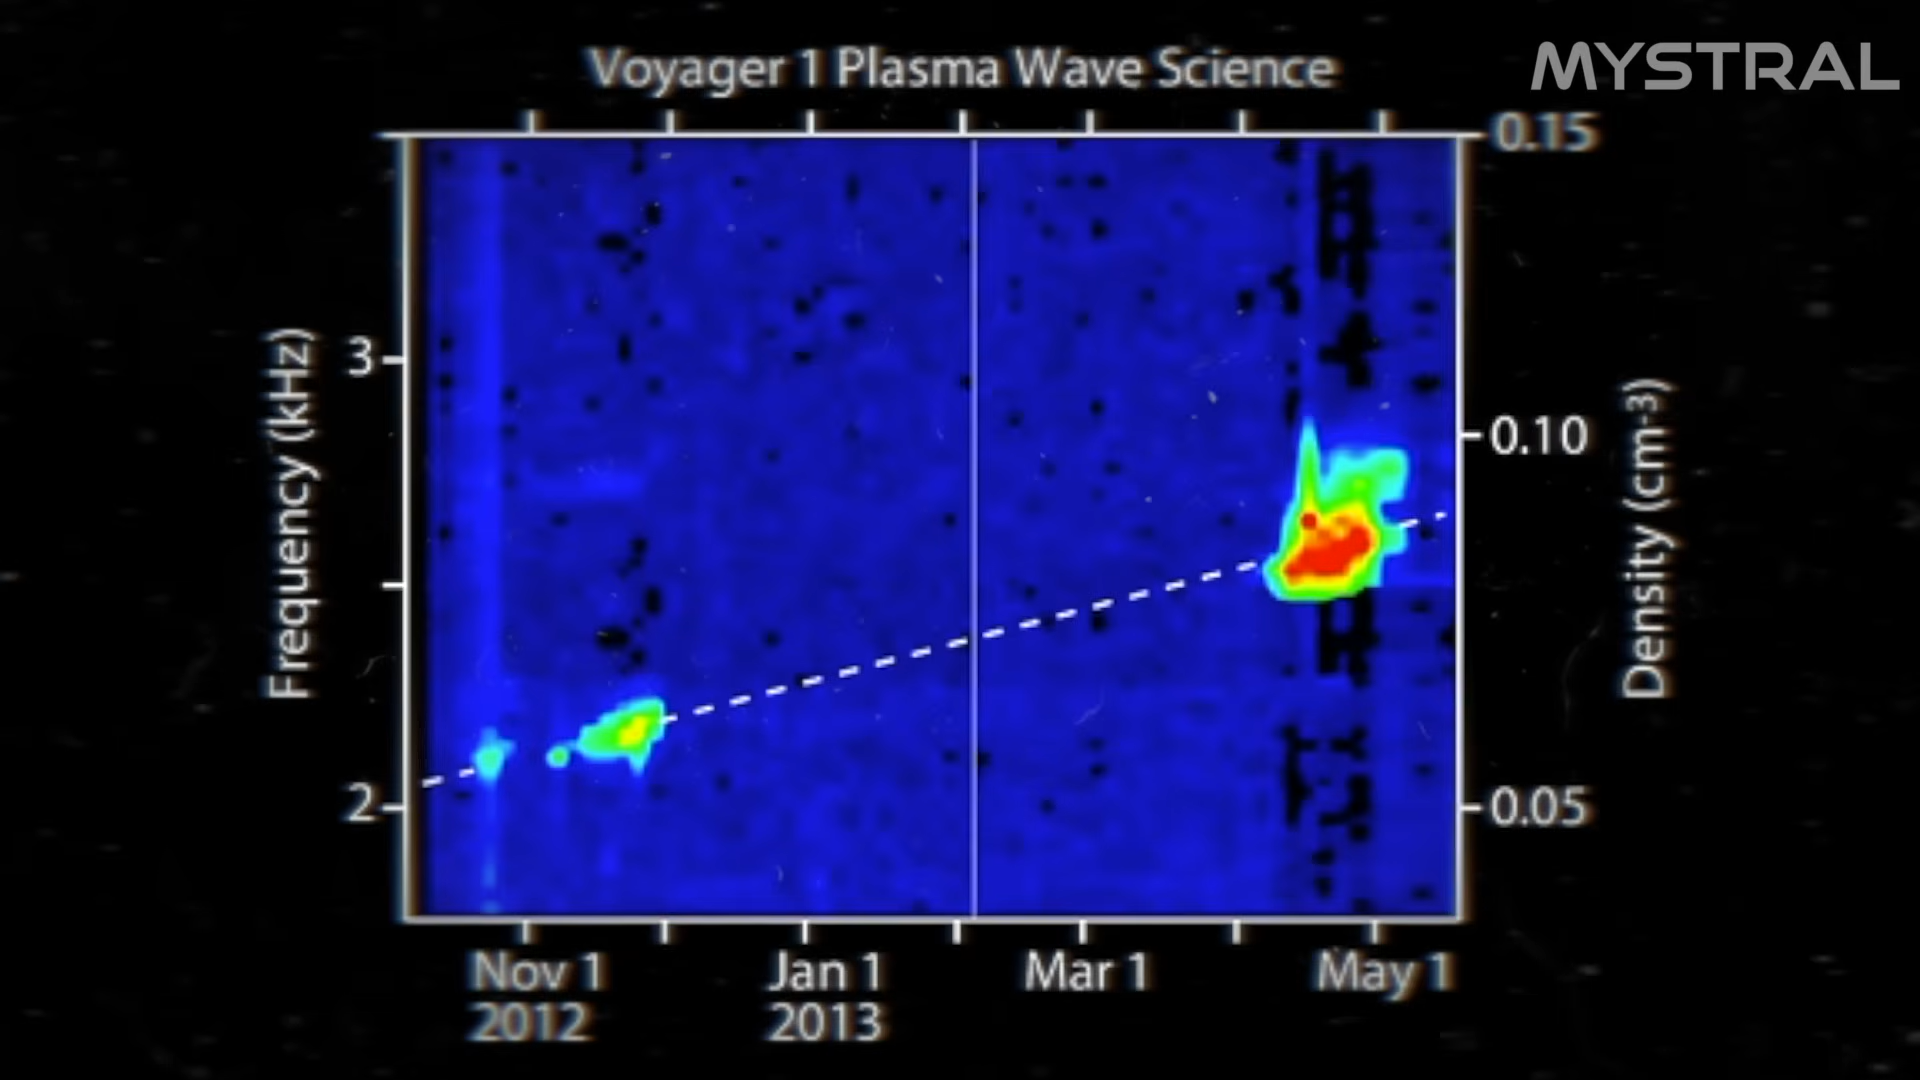 Voyager 1 Plasma Wave Science
MYSTRAL
0.15
3
0.10
2
0.05
Frequency (kHz)
Density (cm-3)
Nov 1
2012
Jan 1
2013
Mar 1
May 1